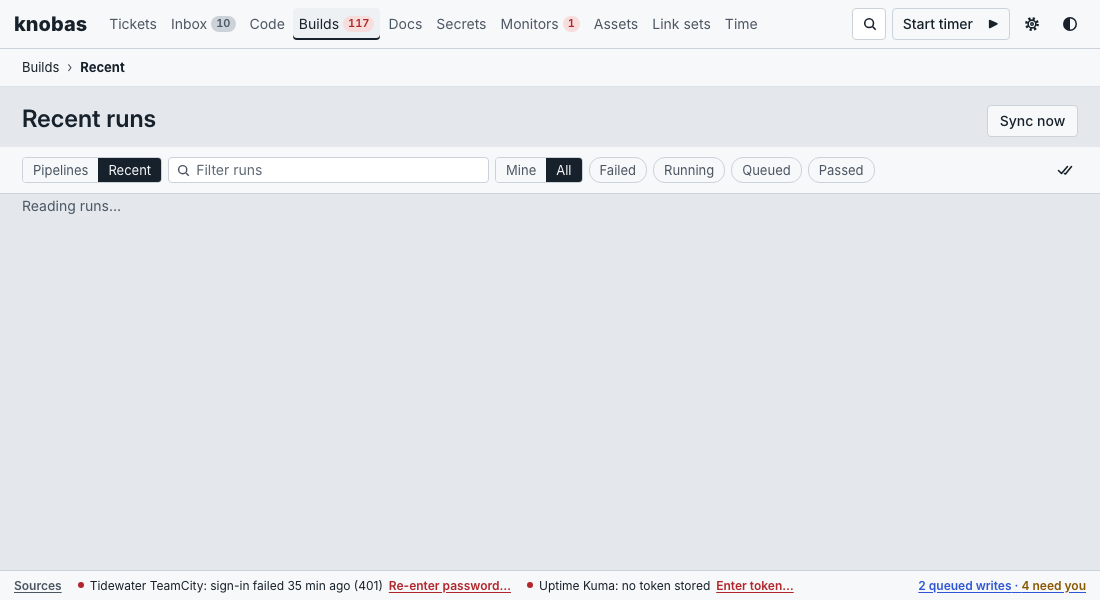 knobas Tickets Inbox 10 Code Builds 117 Docs Secrets Monitors 1 Assets Link sets Time Start timer
Builds › Recent
Recent runs
Sync now
Pipelines Recent Filter runs Mine All Failed Running Queued Passed
Reading runs...
Sources Tidewater TeamCity: sign-in failed 35 min ago (401) Re-enter password... Uptime Kuma: no token stored Enter token... 2 queued writes · 4 need you